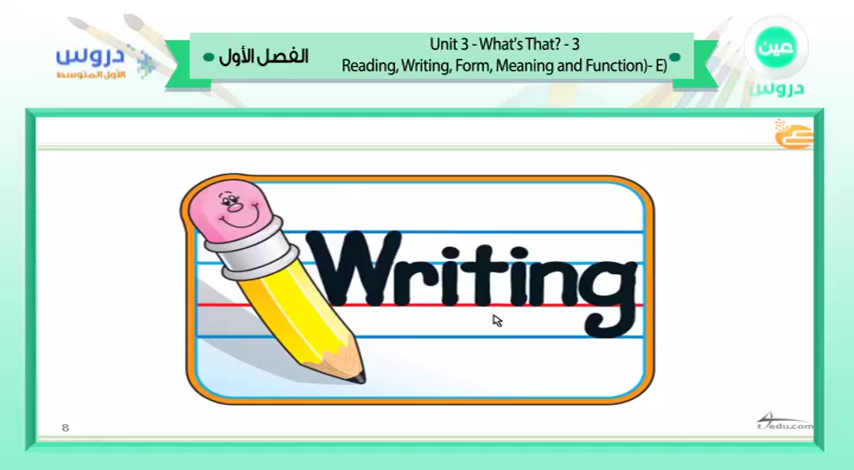 دروس
الأول المتوسط
الفصل الأول
Unit 3 - What's That? - 3
Reading, Writing, Form, Meaning and Function)- E)
عين
دروس
Writing
8
t4edu.com